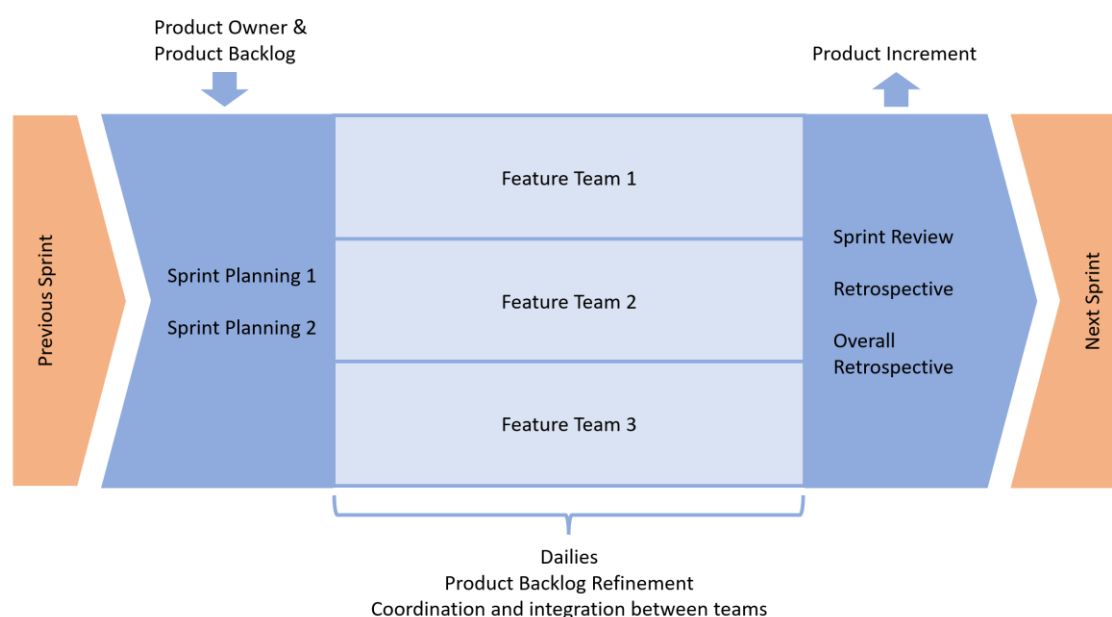 Product Owner &
Product Backlog
Product Increment
Previous Sprint
Sprint Planning 1
Sprint Planning 2
Feature Team 1
Feature Team 2
Feature Team 3
Sprint Review
Retrospective
Overall
Retrospective
Next Sprint
Dailies
Product Backlog Refinement
Coordination and integration between teams